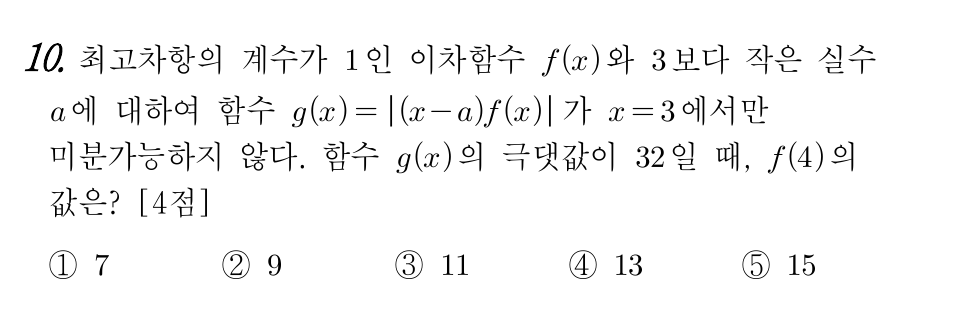 10. 최고차항의 계수가 1인 이차함수 f(x)와 3보다 작은 실수
a에 대하여 함수 g(x)=|(x-a)f(x)|가 x=3에서만
미분가능하지 않다. 함수 g(x)의 극댓값이 32일 때, f(4)의
값은? [4점]
① 7 ② 9 ③ 11 ④ 13 ⑤ 15